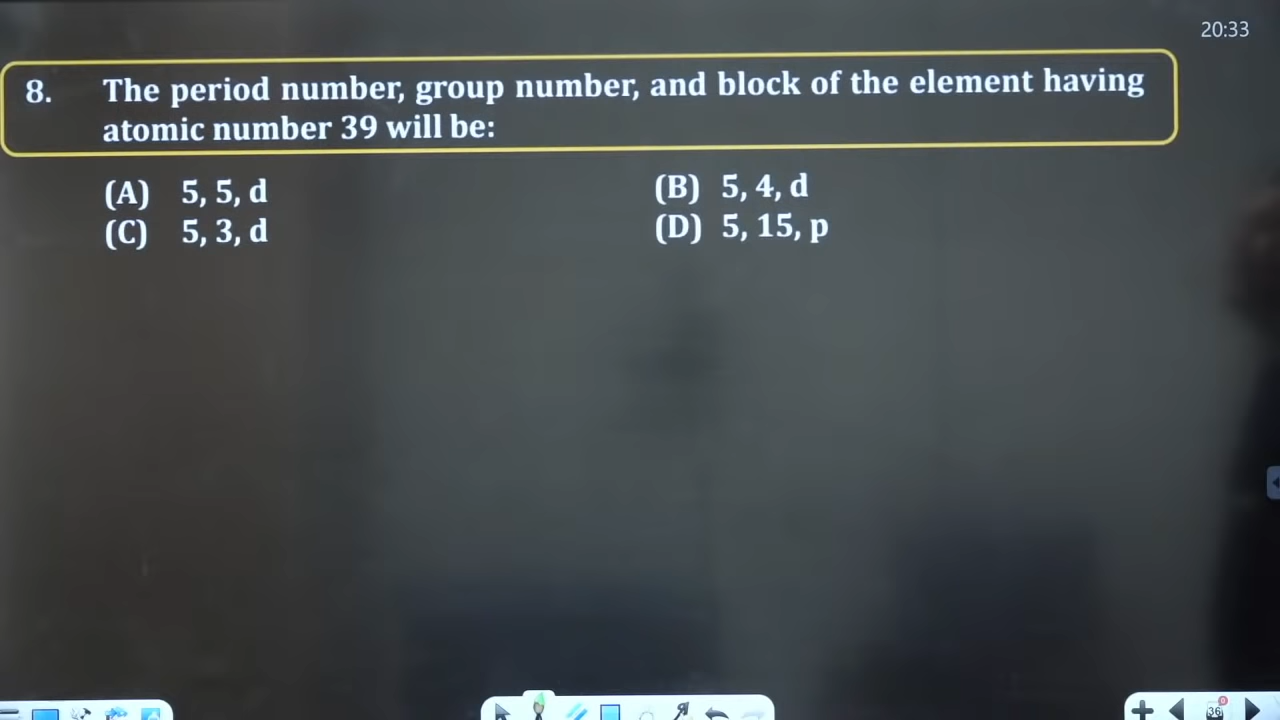 20:33
8. The period number, group number, and block of the element having
atomic number 39 will be:
(A) 5, 5, d (B) 5, 4, d
(C) 5, 3, d (D) 5, 15, p
36